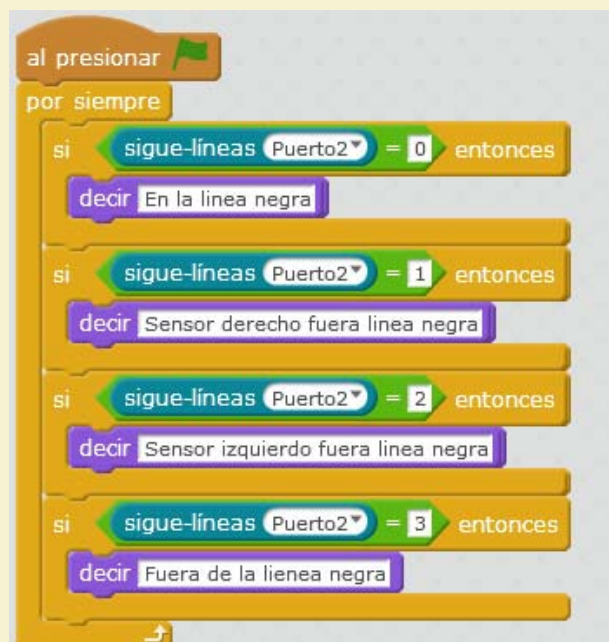 al presionar
por siempre
si sigue-líneas Puerto2 = 0 entonces
decir En la linea negra
si sigue-líneas Puerto2 = 1 entonces
decir Sensor derecho fuera linea negra
si sigue-líneas Puerto2 = 2 entonces
decir Sensor izquierdo fuera linea negra
si sigue-líneas Puerto2 = 3 entonces
decir Fuera de la lienea negra